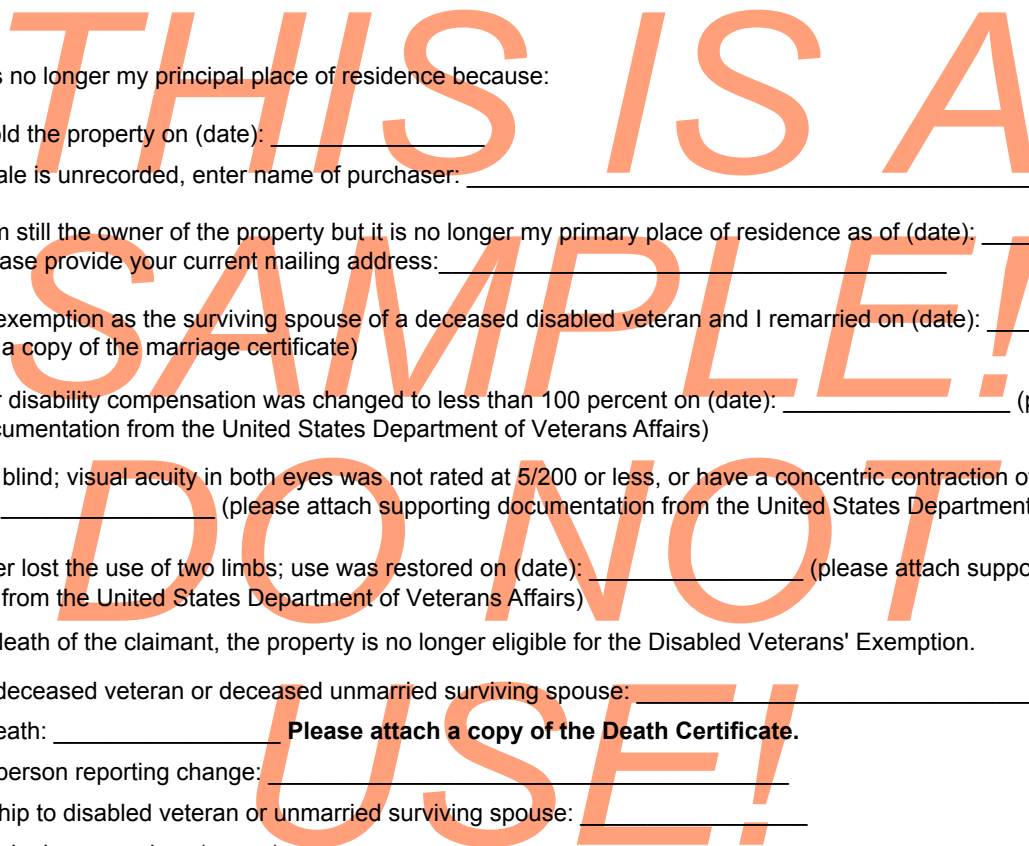 THIS IS A
SAMPLE!
DO NOT
USE!
no longer my principal place of residence because:
the property on (date):
is unrecorded, enter name of purchaser:
still the owner of the property but it is no longer my primary place of residence as of (date):
provide your current mailing address:
exemption as the surviving spouse of a deceased disabled veteran and I remarried on (date):
a copy of the marriage certificate)
disability compensation was changed to less than 100 percent on (date):
from the United States Department of Veterans Affairs)
blind; visual acuity in both eyes was not rated at 5/200 or less, or have a concentric contraction
(please attach supporting documentation from the United States Department
lost the use of two limbs; use was restored on (date): (please attach
from the United States Department of Veterans Affairs)
death of the claimant, the property is no longer eligible for the Disabled Veterans' Exemption.
deceased veteran or deceased unmarried surviving spouse:
Please attach a copy of the Death Certificate.
person reporting change:
to disabled veteran or unmarried surviving spouse: